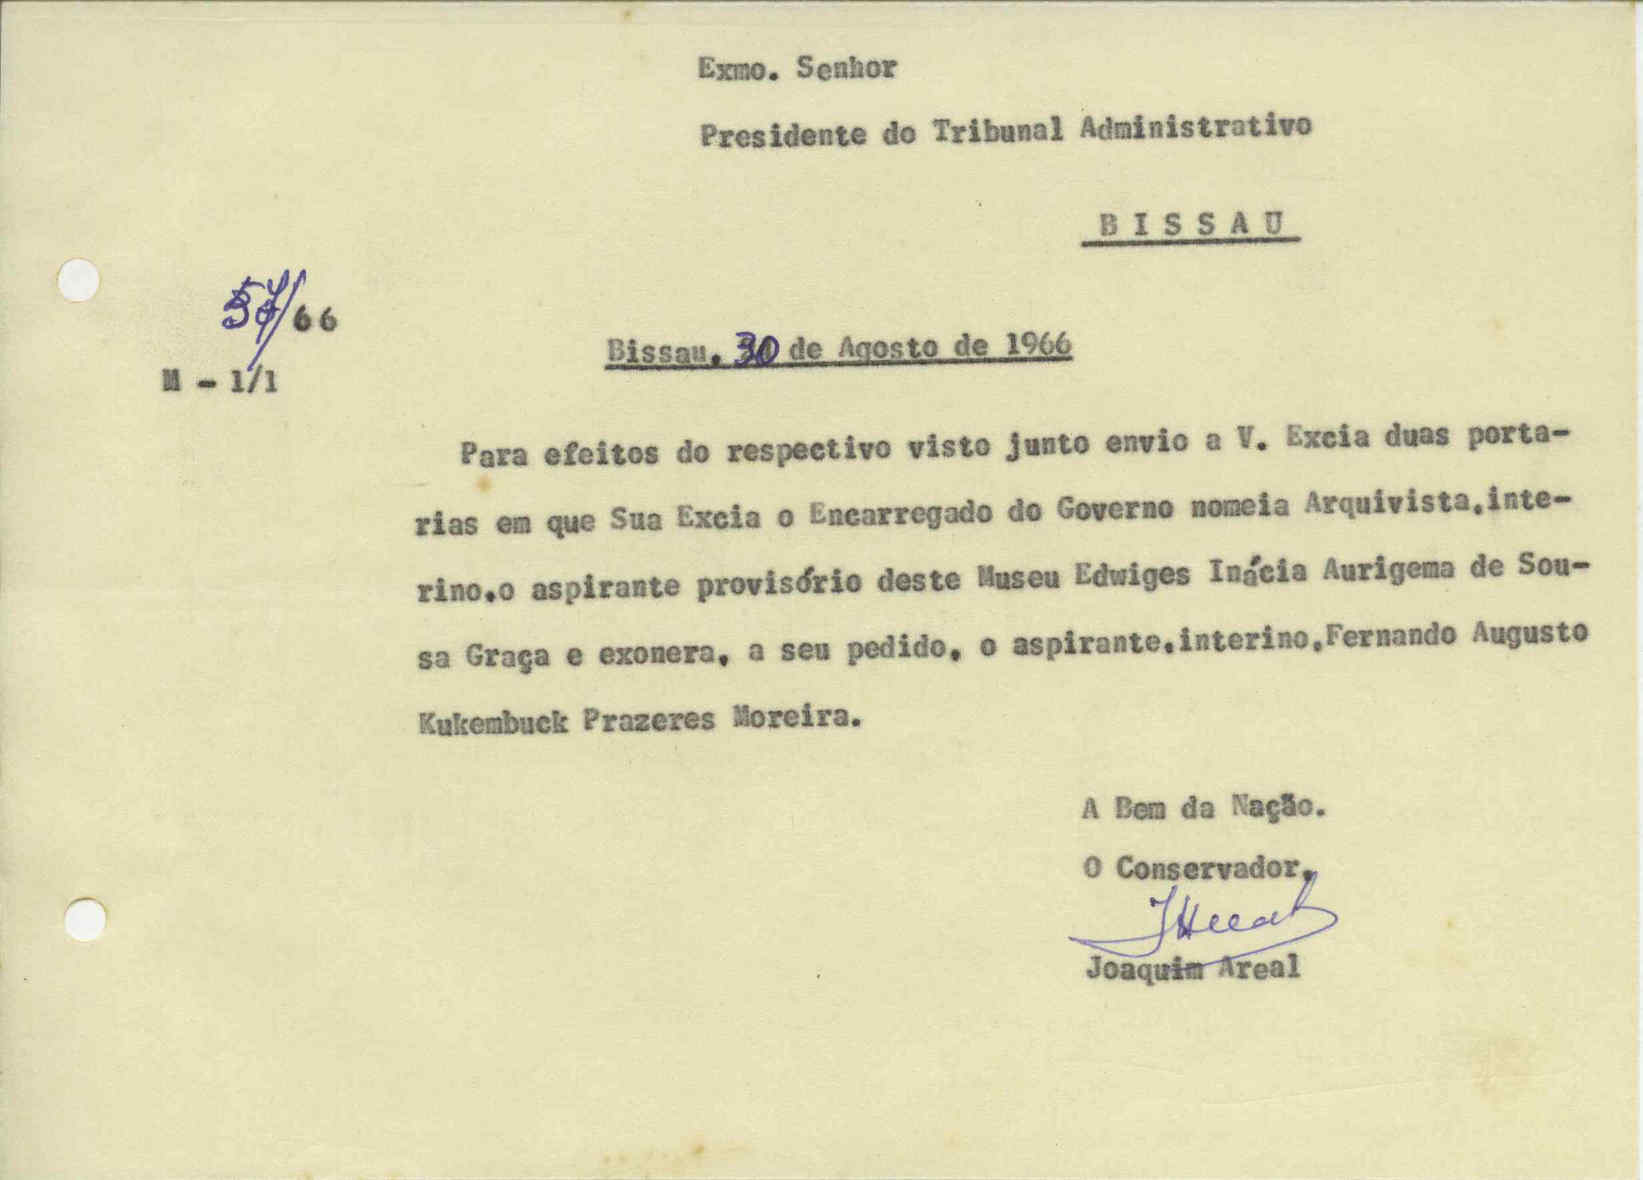 Exmo. Senhor
Presidente do Tribunal Administrativo
B I S S A U
57/66
M - 1/1
Bissau, 30 de Agosto de 1966
Para efeitos do respectivo visto junto envio a V. Excia duas porta-
rias em que Sua Excia o Encarregado do Governo nomeia Arquivista,inte-
rino,o aspirante provisório deste Museu Edwiges Inácia Aurigema de Sou-
sa Graça e exonera, a seu pedido, o aspirante,interino,Fernando Augusto
Kukembuck Prazeres Moreira.
A Bem da Nação.
O Conservador,
Joaquim Areal